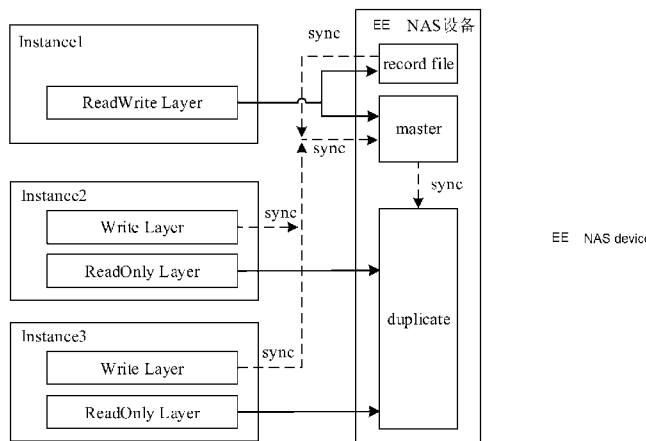 Instance1
ReadWrite Layer
sync
EE NAS设备
record file
master
sync
sync
Instance2
Write Layer
sync
ReadOnly Layer
duplicate
EE NAS device
Instance3
Write Layer
sync
ReadOnly Layer